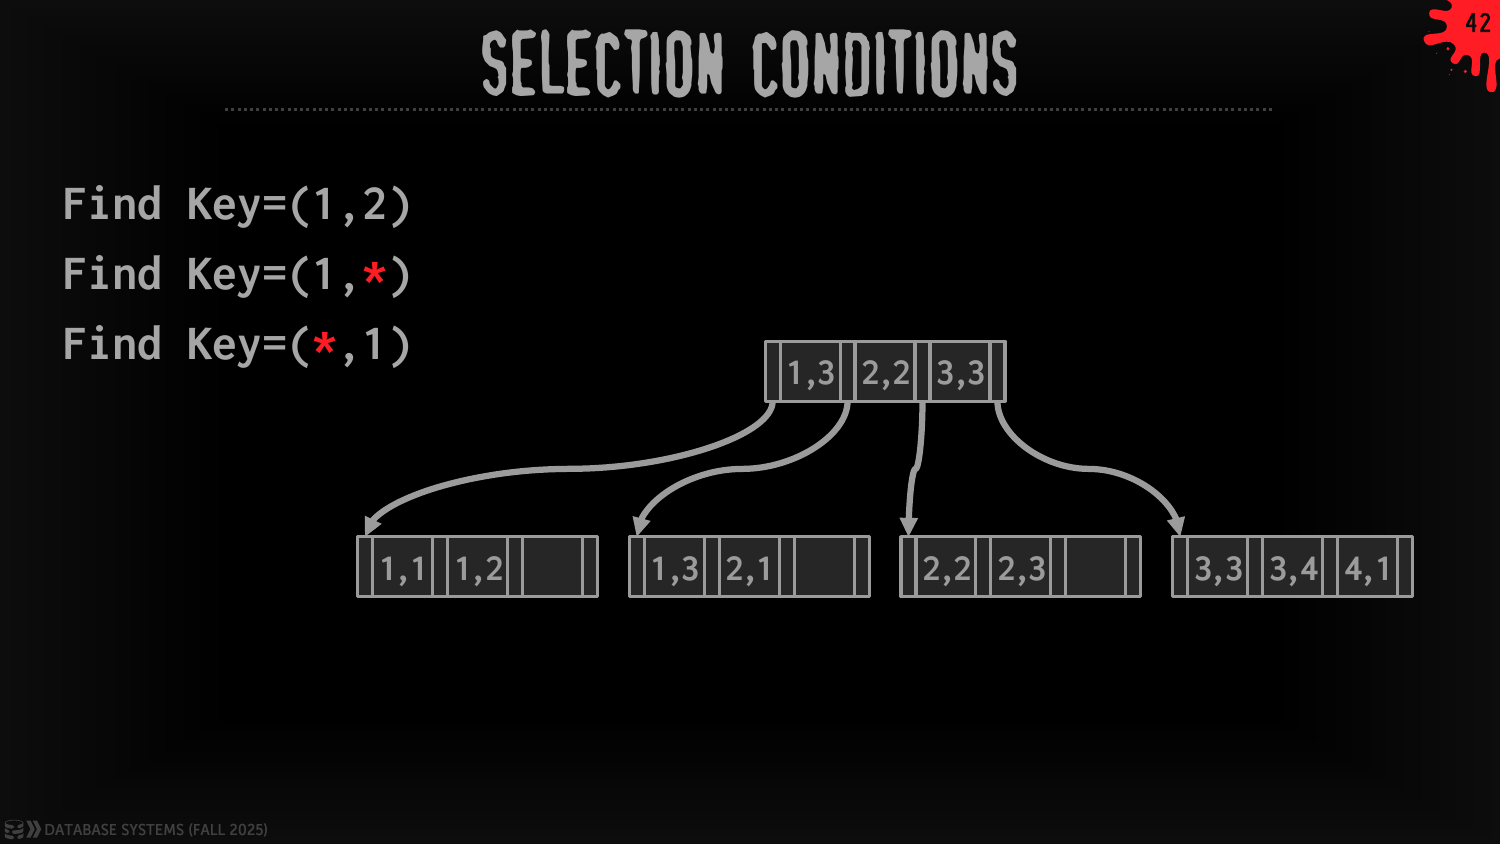 SELECTION CONDITIONS
42
Find Key=(1,2)
Find Key=(1,*)
Find Key=(*,1)
1,3 2,2 3,3
1,1 1,2
1,3 2,1
2,2 2,3
3,3 3,4 4,1
DATABASE SYSTEMS (FALL 2025)